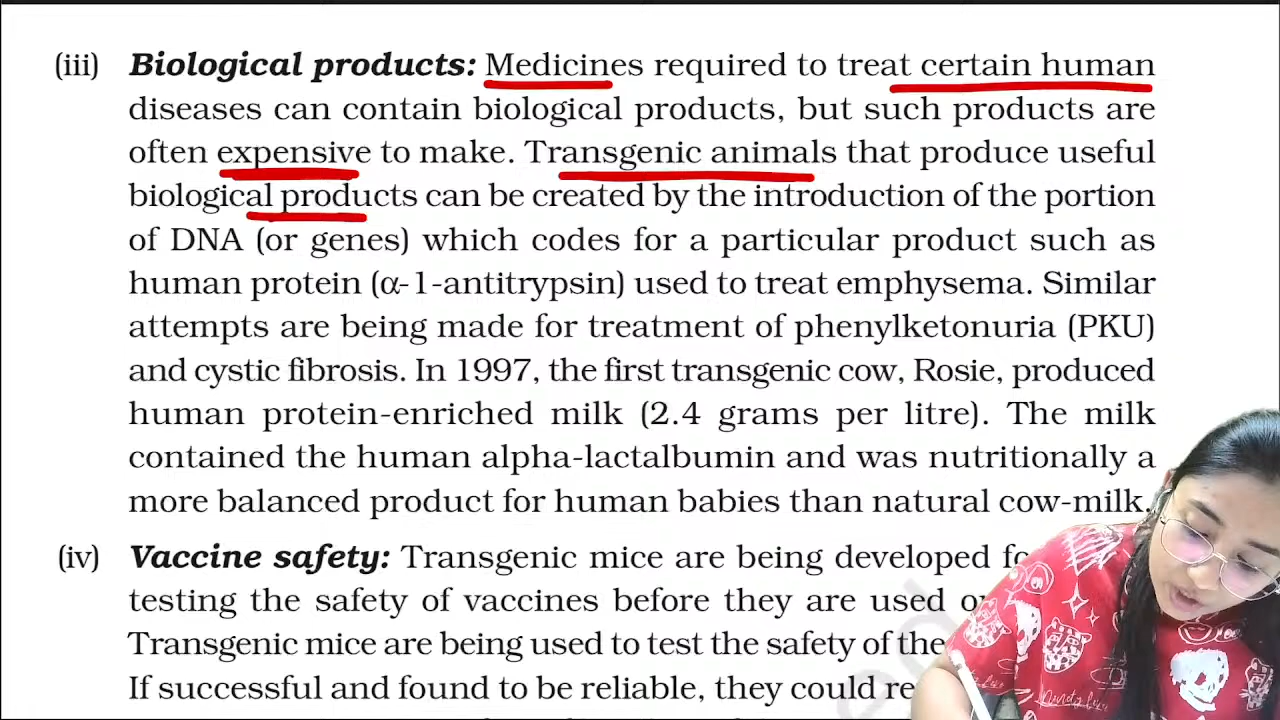 (iii) Biological products: Medicines required to treat certain human
diseases can contain biological products, but such products are
often expensive to make. Transgenic animals that produce useful
biological products can be created by the introduction of the portion
of DNA (or genes) which codes for a particular product such as
human protein (α-1-antitrypsin) used to treat emphysema. Similar
attempts are being made for treatment of phenylketonuria (PKU)
and cystic fibrosis. In 1997, the first transgenic cow, Rosie, produced
human protein-enriched milk (2.4 grams per litre). The milk
contained the human alpha-lactalbumin and was nutritionally a
more balanced product for human babies than natural cow-milk.
(iv) Vaccine safety: Transgenic mice are being developed
testing the safety of vaccines before they are used
Transgenic mice are being used to test the safety of the
If successful and found to be reliable, they could